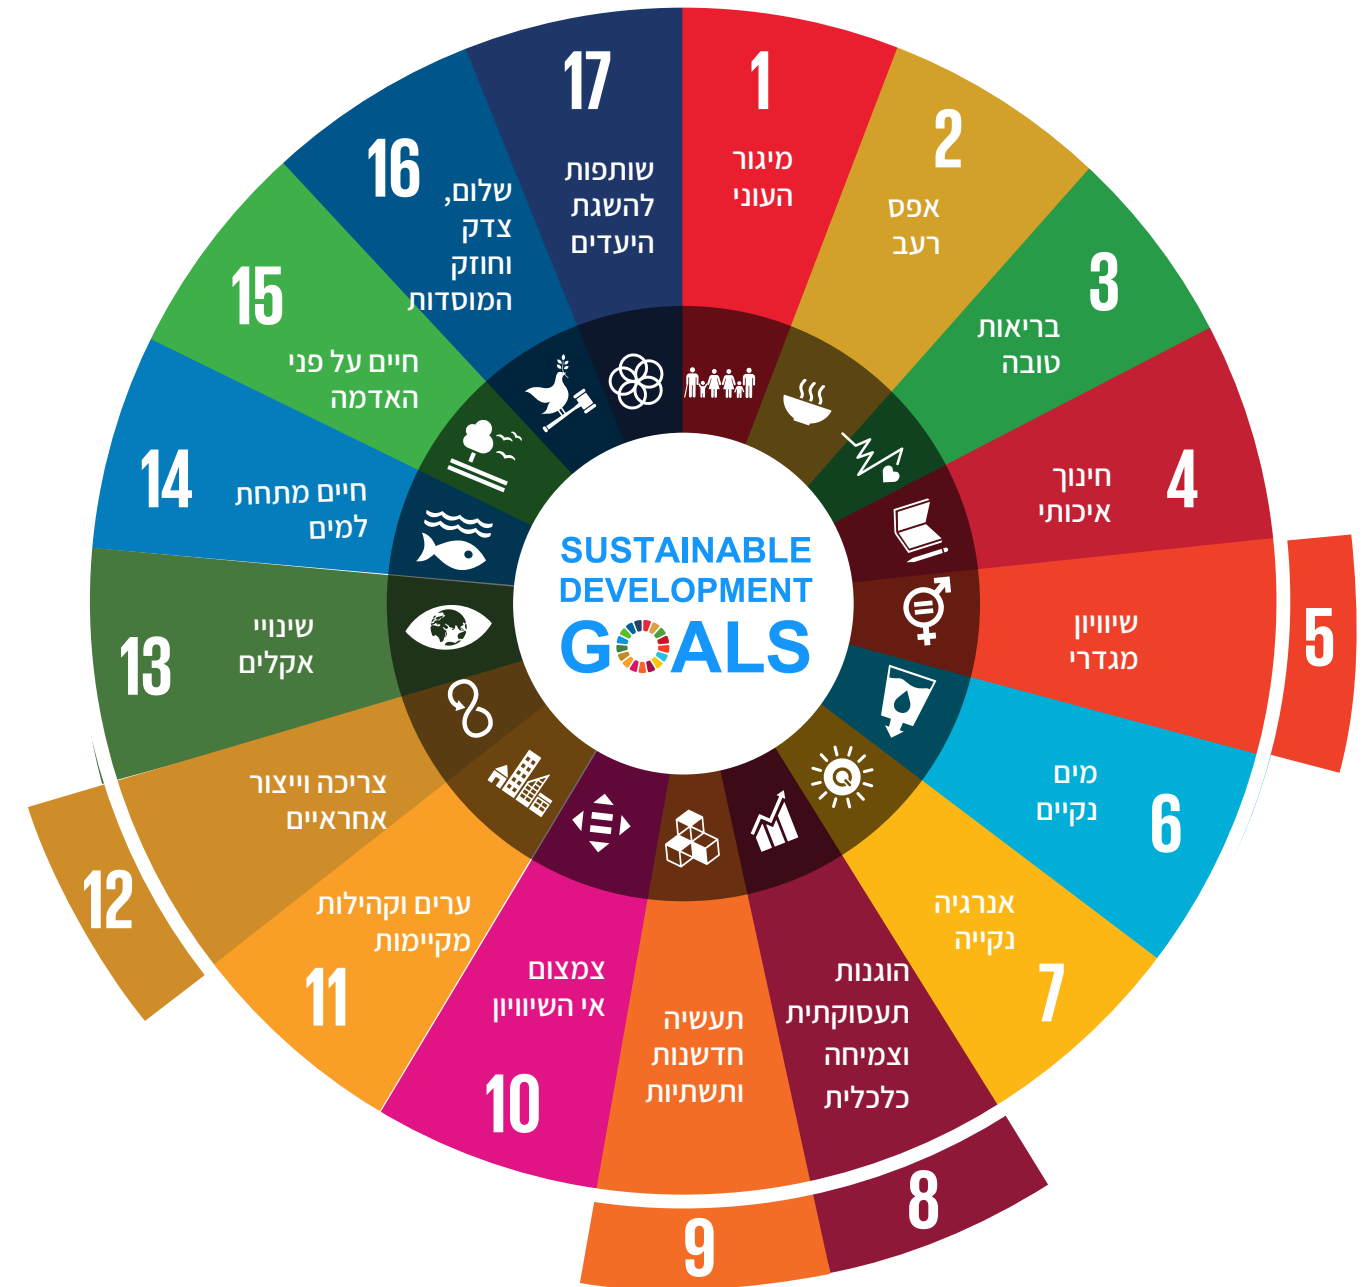 1
מיגור
העוני
2
אפס
רעב
3
בריאות
טובה
4
חינוך
איכותי
5
שיוויון
מגדרי
6
מים
נקיים
7
אנרגיה
נקייה
8
הוגנות
תעסוקתית
וצמיחה
כלכלית
9
תעשיה
חדשנות
ותשתיות
10
צמצום
אי השיוויון
11
ערים וקהילות
מקיימות
12
צריכה וייצור
אחראיים
13
שינויי
אקלים
14
חיים מתחת
למים
15
חיים על פני
האדמה
16
שלום,
צדק
וחוזק
המוסדות
17
שותפות
להשגת
היעדים
SUSTAINABLE
DEVELOPMENT
GOALS